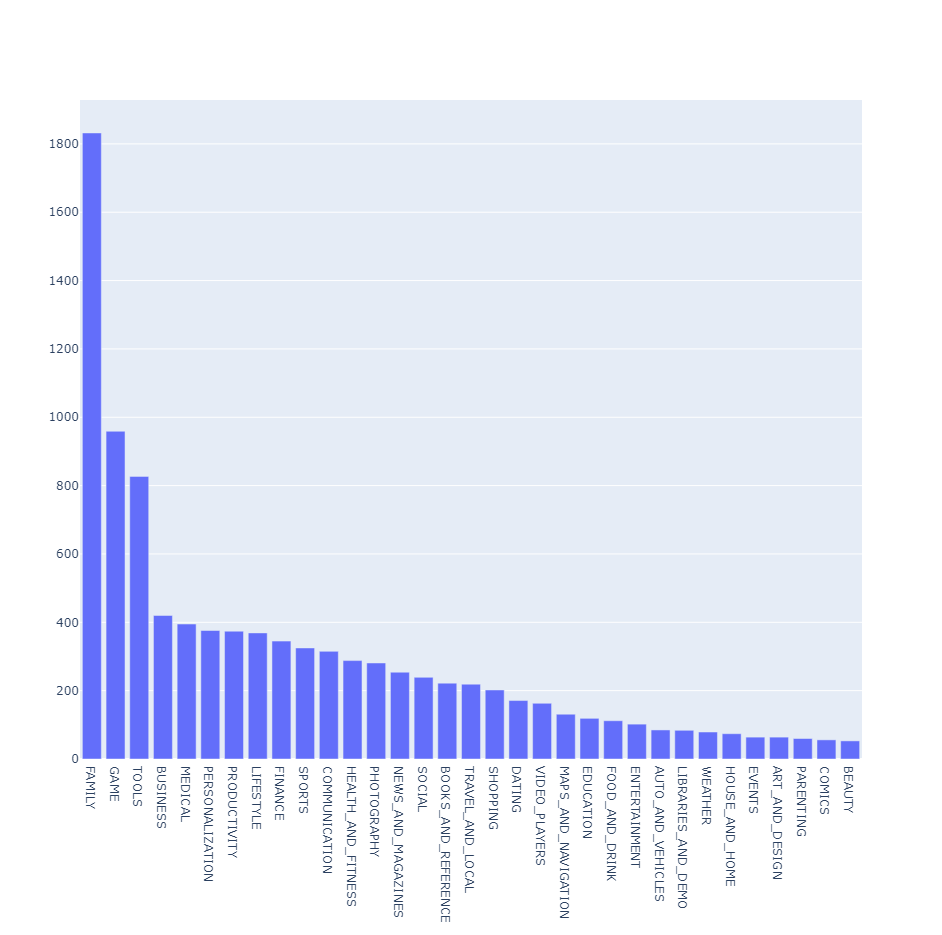 1800
1600
1400
1200
1000
800
600
400
200
0
FAMILY
GAME
TOOLS
BUSINESS
MEDICAL
PERSONALIZATION
PRODUCTIVITY
LIFESTYLE
FINANCE
SPORTS
COMMUNICATION
HEALTH_AND_FITNESS
PHOTOGRAPHY
NEWS_AND_MAGAZINES
SOCIAL
BOOKS_AND_REFERENCE
TRAVEL_AND_LOCAL
SHOPPING
DATING
VIDEO_PLAYERS
MAPS_AND_NAVIGATION
EDUCATION
FOOD_AND_DRINK
ENTERTAINMENT
AUTO_AND_VEHICLES
LIBRARIES_AND_DEMO
WEATHER
HOUSE_AND_HOME
EVENTS
ART_AND_DESIGN
PARENTING
COMICS
BEAUTY